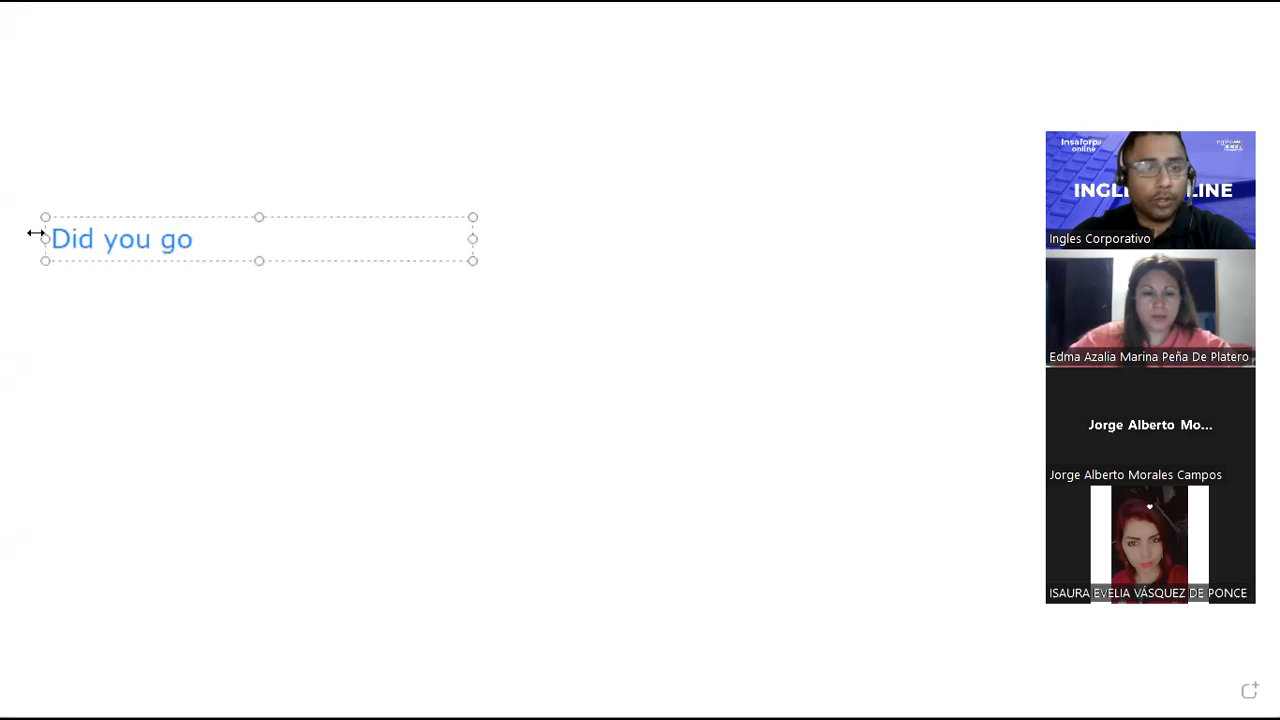 Did you go
Insaforp
online
INGL
LINE
Ingles Corporativo
Edma Azalia Marina Peña De Platero
Jorge Alberto Mo...
Jorge Alberto Morales Campos
ISAURA EVELIA VÁSQUEZ DE PONCE